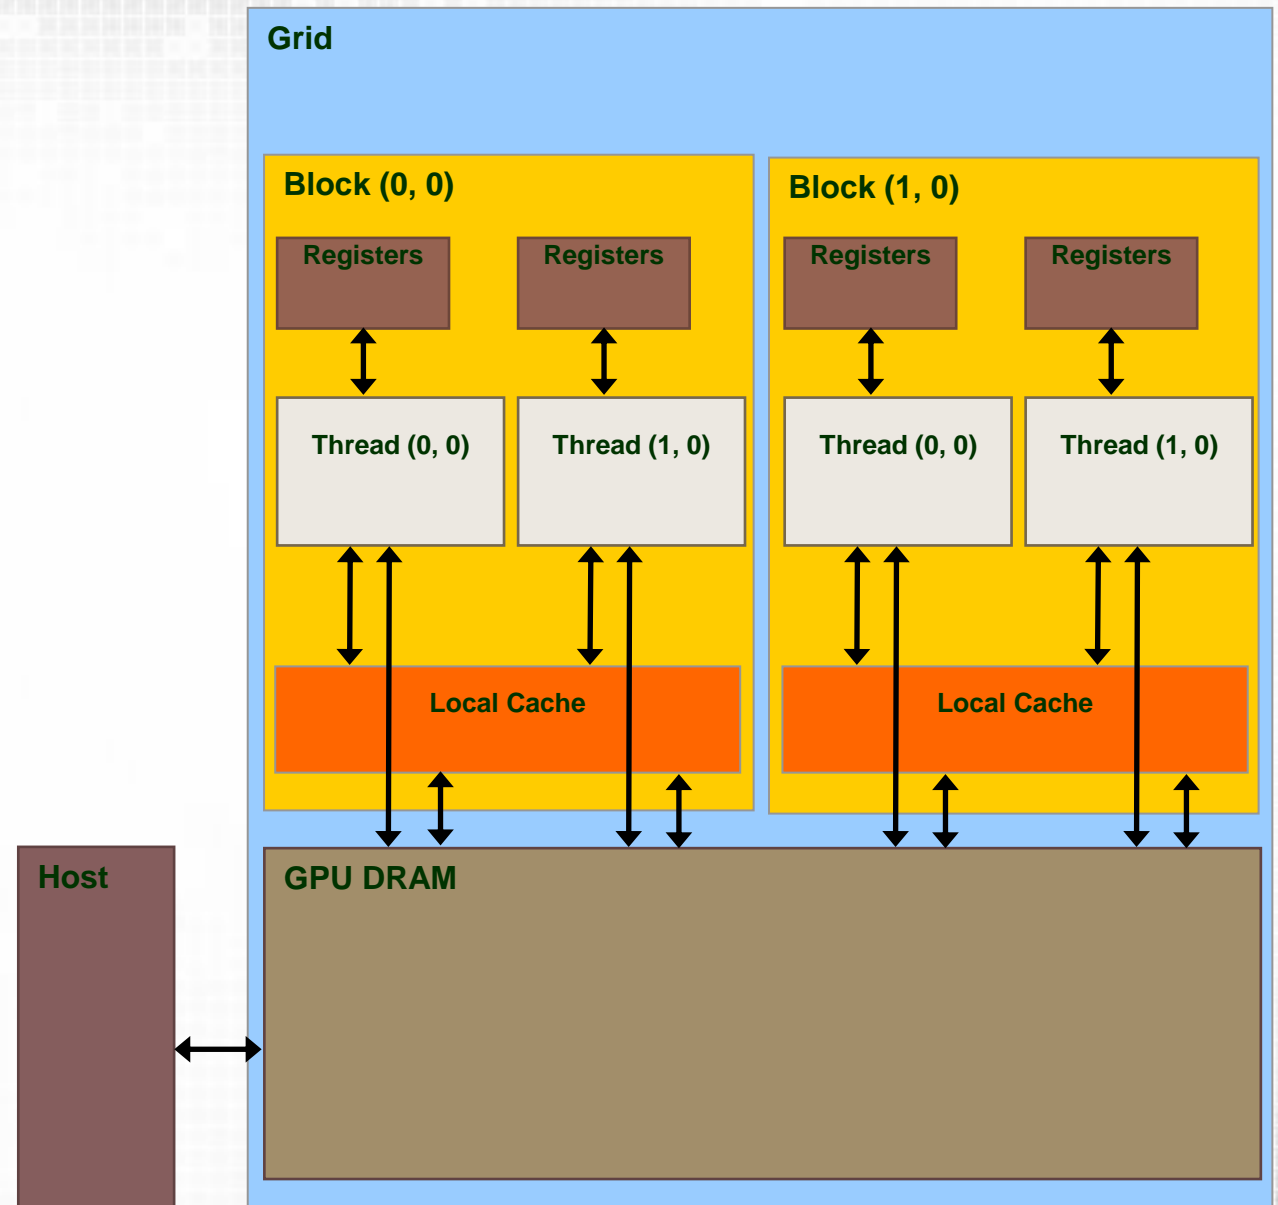 Grid
Block (0, 0)
Block (1, 0)
Registers
Registers
Registers
Registers
Thread (0, 0)
Thread (1, 0)
Thread (0, 0)
Thread (1, 0)
Local Cache
Local Cache
Host
GPU DRAM